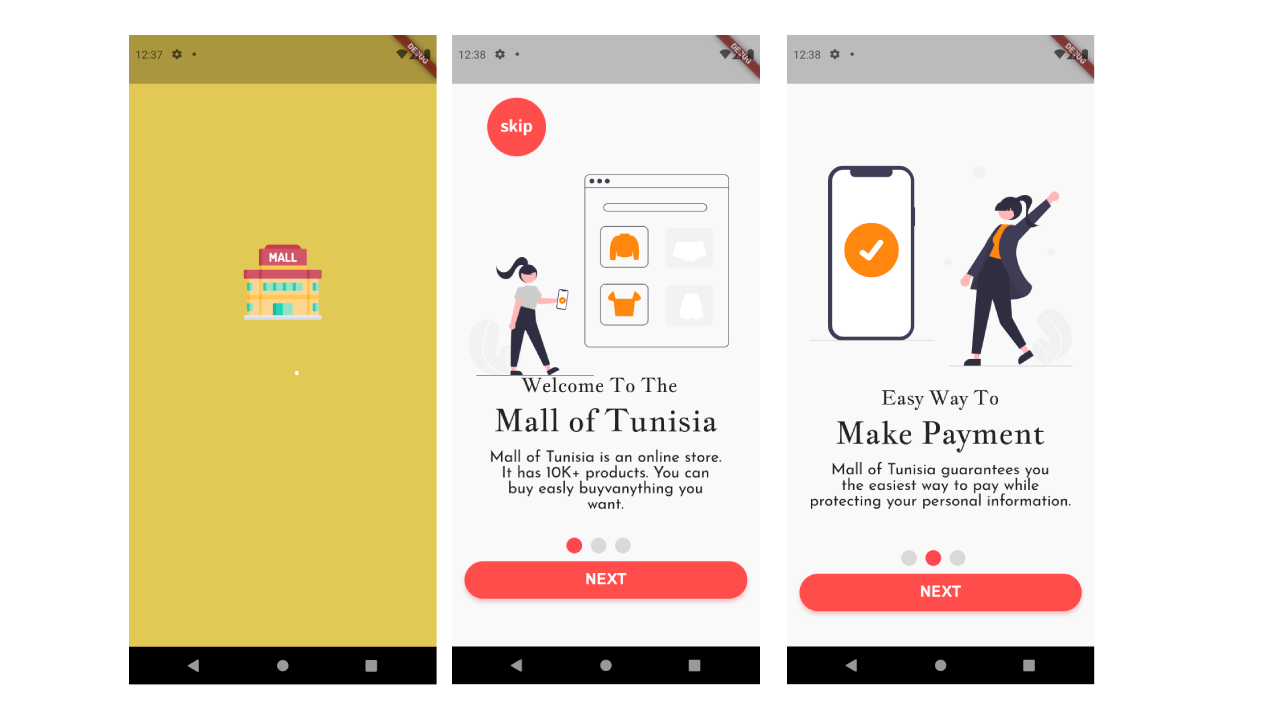 12:37
DEBUG
MALL
12:38
DEBUG
skip
Welcome To The
Mall of Tunisia
Mall of Tunisia is an online store.
It has 10K+ products. You can
buy easly buyvanything you
want.
NEXT
12:38
DEBUG
Easy Way To
Make Payment
Mall of Tunisia guarantees you
the easiest way to pay while
protecting your personal information.
NEXT